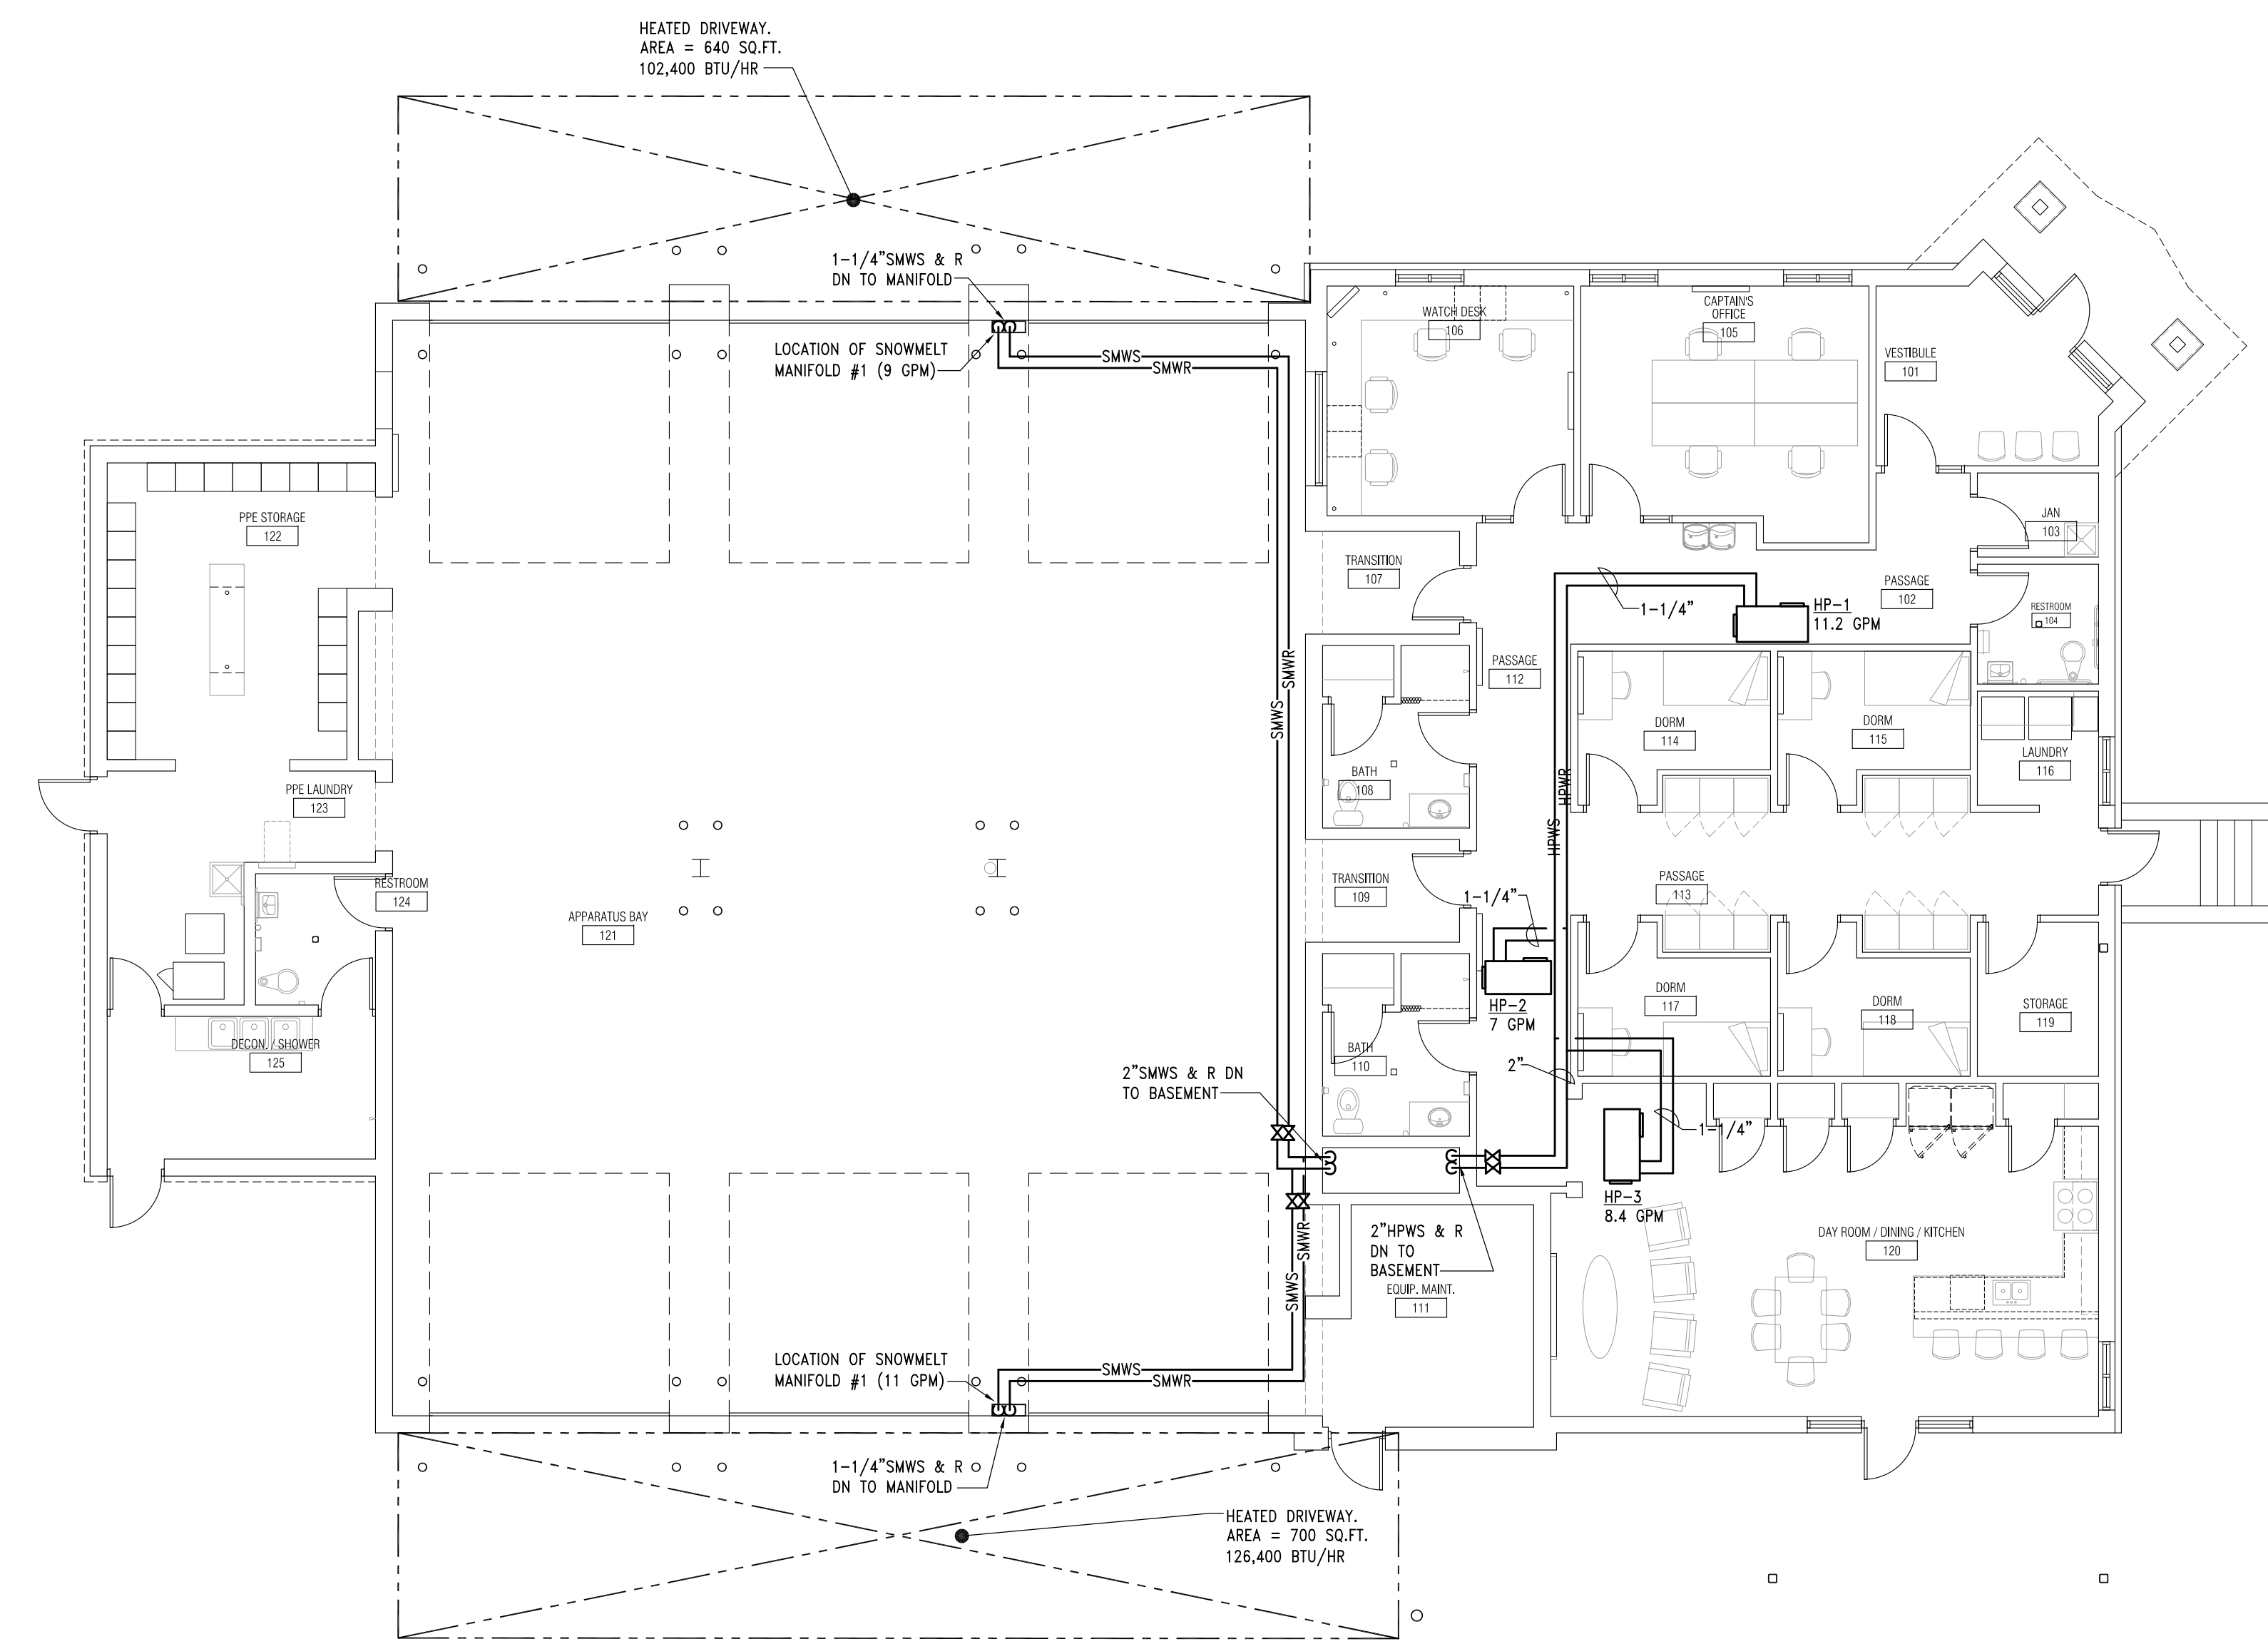 HEATED DRIVEWAY.
AREA = 640 SQ.FT.
102,400 BTU/HR
1-1/4"SMWS & R
DN TO MANIFOLD
LOCATION OF SNOWMELT
MANIFOLD #1 (9 GPM)
SMWS
SMWR
WATCH DESK
106
CAPTAIN'S
OFFICE
105
VESTIBULE
101
PPE STORAGE
122
JAN
103
TRANSITION
107
PASSAGE
102
RESTROOM
104
1-1/4"
HP-1
11.2 GPM
SMWR
SMWS
PASSAGE
112
DORM
114
DORM
115
LAUNDRY
116
BATH
108
HPWR
HPWS
PPE LAUNDRY
123
RESTROOM
124
APPARATUS BAY
121
TRANSITION
109
PASSAGE
113
1-1/4"
HP-2
7 GPM
DORM
117
DORM
118
STORAGE
119
DECON. / SHOWER
125
BATH
110
2"
2"SMWS & R DN
TO BASEMENT
1-1/4"
HP-3
8.4 GPM
2"HPWS & R
DN TO
BASEMENT
SMWR
SMWS
EQUIP. MAINT.
111
DAY ROOM / DINING / KITCHEN
120
LOCATION OF SNOWMELT
MANIFOLD #1 (11 GPM)
SMWS
SMWR
1-1/4"SMWS & R
DN TO MANIFOLD
HEATED DRIVEWAY.
AREA = 700 SQ.FT.
126,400 BTU/HR